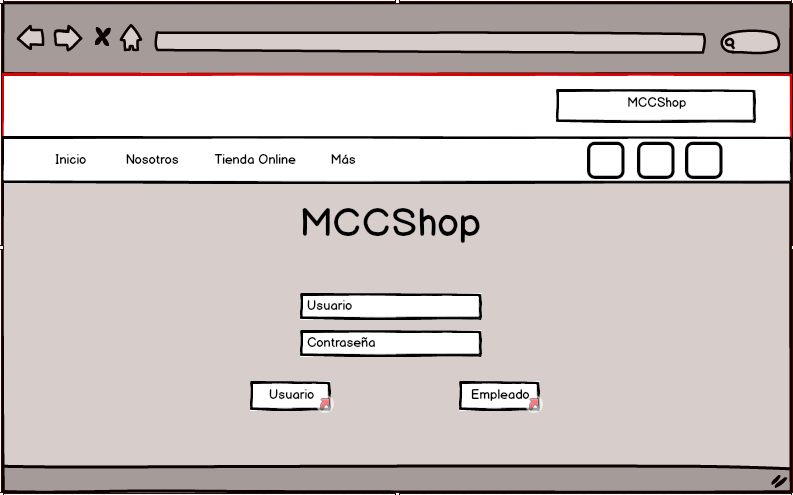 MCCShop
Inicio Nosotros Tienda Online Más
MCCShop
Usuario
Contraseña
Usuario Empleado